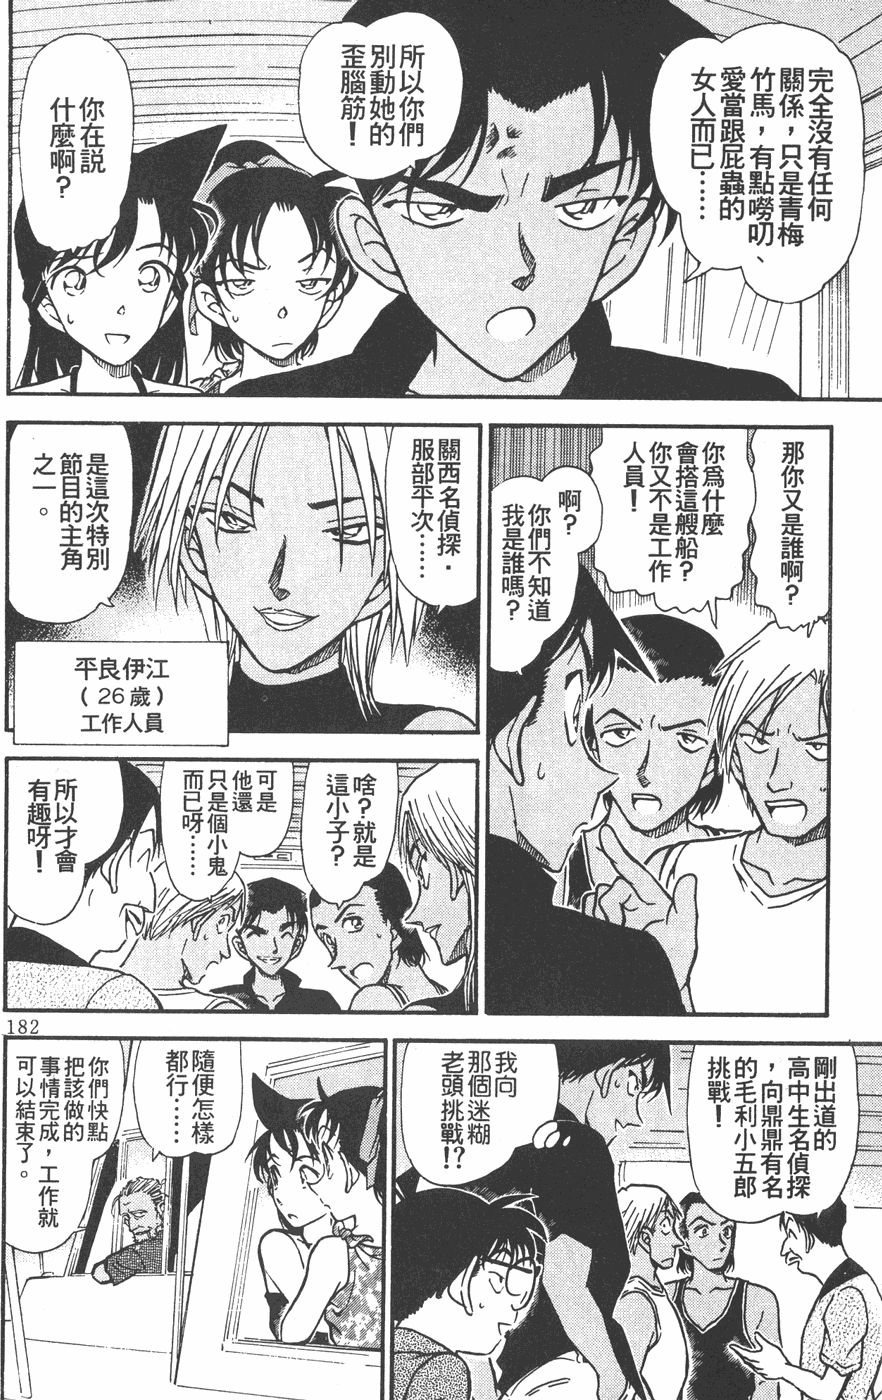 完全沒有任何
關係，只是青梅
竹馬，有點嘮叨、
愛當跟屁蟲的
女人而已……
所以你們
別動她的
歪腦筋！
你在説
什麼啊？
那你又是誰啊？
你為什麼
會搭這艘船？
你又不是工作
人員！
啊？
你們不知道
我是誰嗎？
關西名偵探·
服部平次……
是這次特別
節目的主角
之一。
平良伊江
（26歲）
工作人員
啥？就是
這小子？
可是
他還
只是個小鬼
而已呀……
所以才會
有趣呀！
182
剛出道的
高中生名偵探
，向鼎鼎有名
的毛利小五郎
挑戰！
我向
那個迷糊
老頭挑戰!?
隨便怎樣
都行……
你們快點
把該做的
事情完成，工作就
可以結束了。